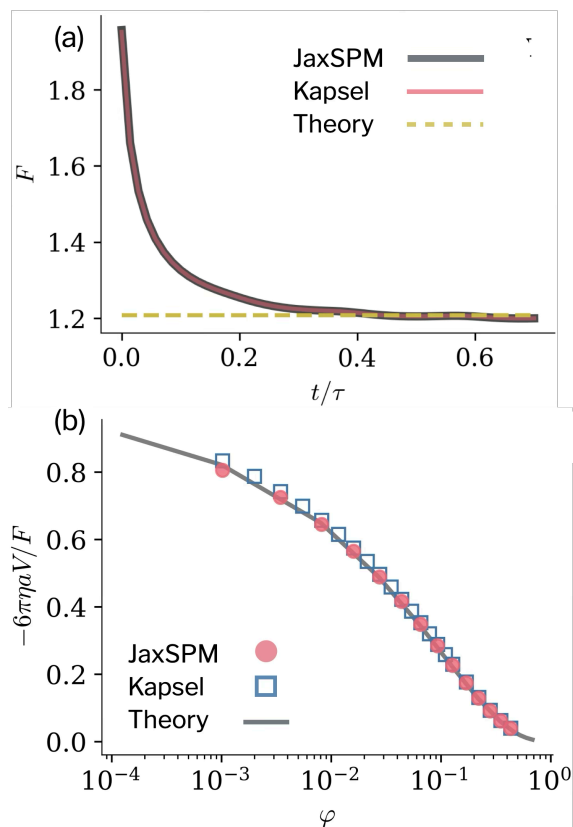 (a)
JaxSPM
Kapsel
Theory
1.8
1.6
1.4
1.2
F
0.0 0.2 0.4 0.6
t/τ
(b)
0.8
0.6
0.4
0.2
0.0
−6πηaV/F
JaxSPM
Kapsel
Theory
10⁻⁴ 10⁻³ 10⁻² 10⁻¹ 10⁰
φ